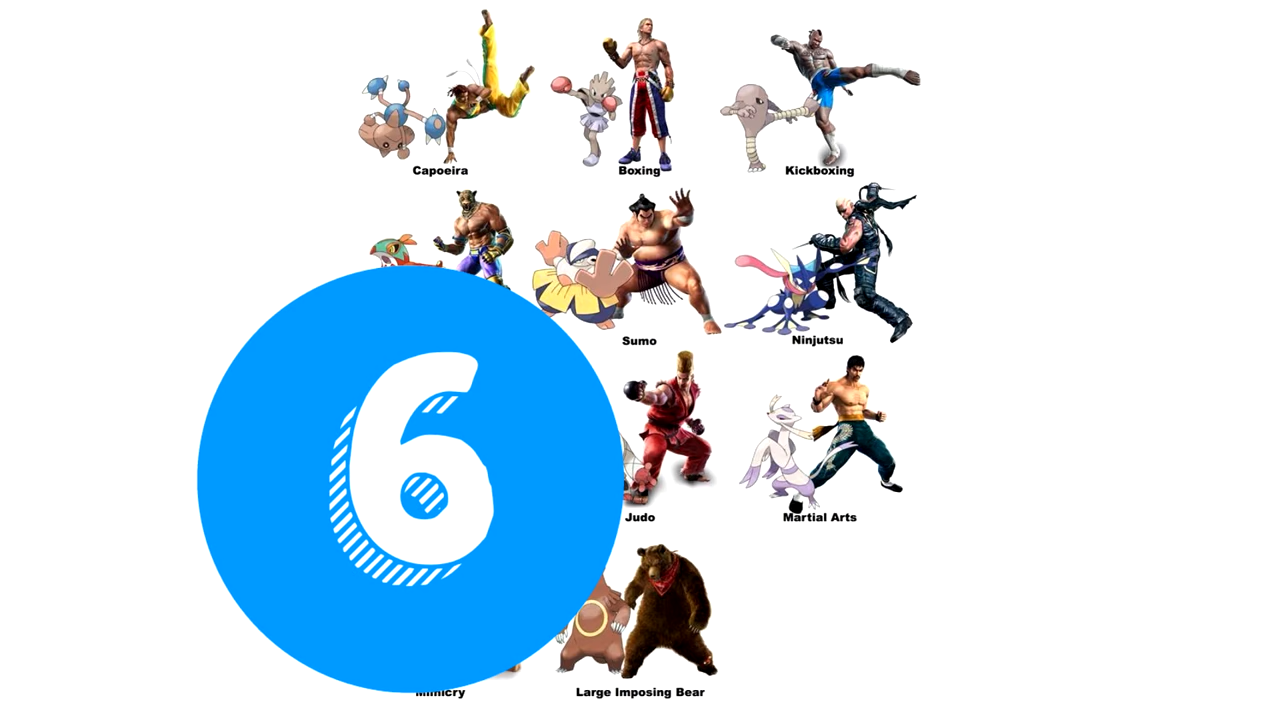 Capoeira
Boxing
Kickboxing
Sumo
Ninjutsu
6
Judo
Martial Arts
Mimicry
Large Imposing Bear